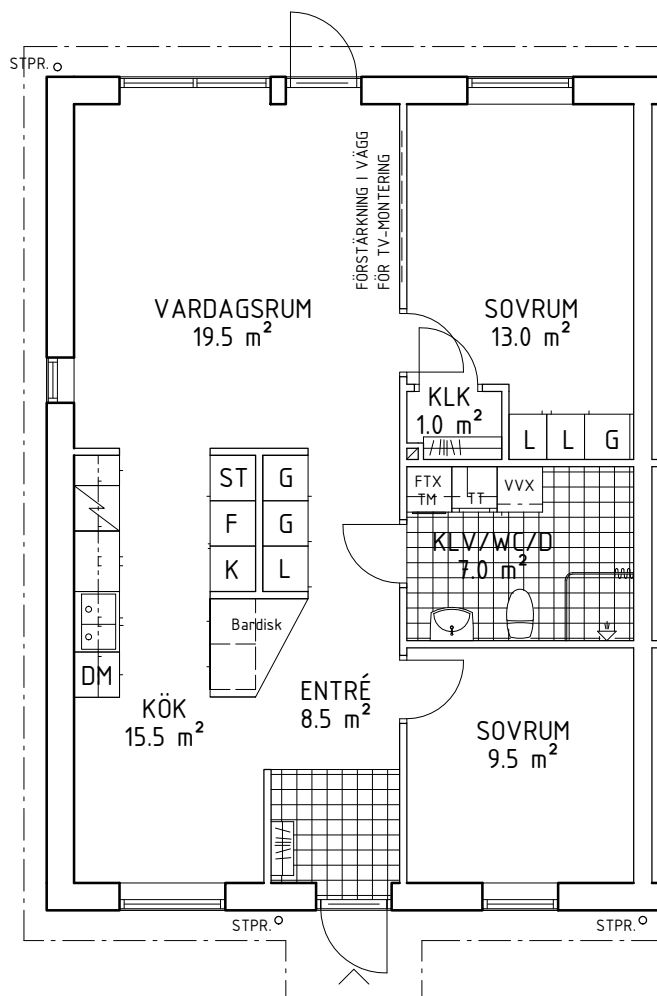 STPR.
FÖRSTÄRKNING I VÄGG
FÖR TV-MONTERING
VARDAGSRUM
19.5 m²
SOVRUM
13.0 m²
KLK
1.0 m²
L L G
ST G
F G
K L
FTX
TM
TT
VVX
KLV/WC/D
7.0 m²
Bardisk
DM
KÖK
15.5 m²
ENTRÉ
8.5 m²
SOVRUM
9.5 m²
STPR.
STPR.